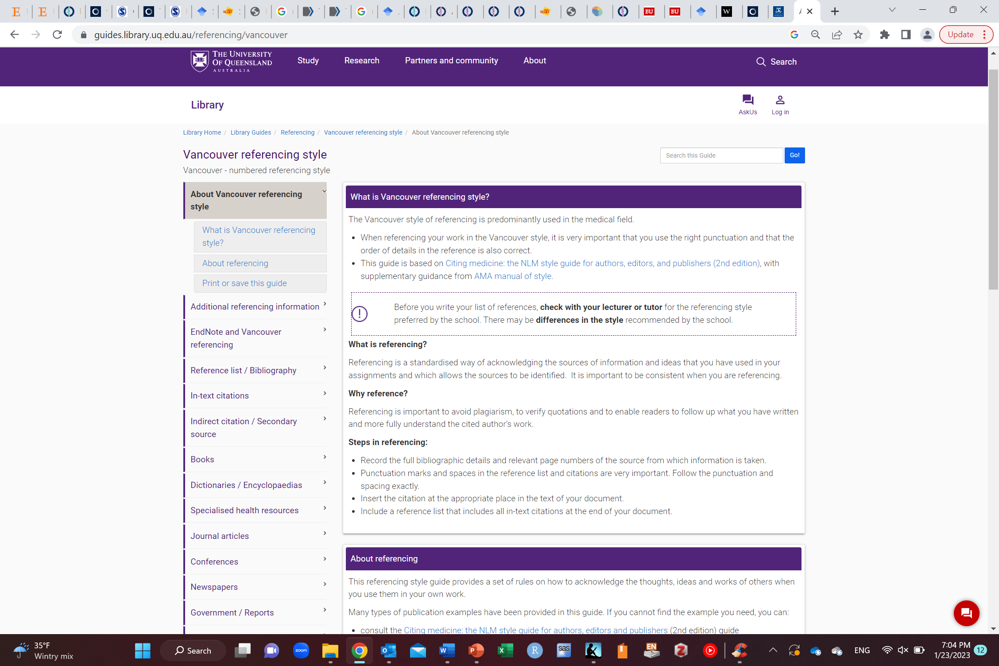 guides.library.uq.edu.au/referencing/vancouver
Update
THE UNIVERSITY
OF QUEENSLAND
AUSTRALIA
Study
Research
Partners and community
About
Search
Library
AskUs
Log in
Library Home / Library Guides / Referencing / Vancouver referencing style / About Vancouver referencing style
Vancouver referencing style
Search this Guide
Go!
Vancouver - numbered referencing style
About Vancouver referencing
style
What is Vancouver referencing
style?
About referencing
Print or save this guide
Additional referencing information
EndNote and Vancouver
referencing
Reference list / Bibliography
In-text citations
Indirect citation / Secondary
source
Books
Dictionaries / Encyclopaedias
Specialised health resources
Journal articles
Conferences
Newspapers
Government / Reports
What is Vancouver referencing style?
The Vancouver style of referencing is predominantly used in the medical field.
• When referencing your work in the Vancouver style, it is very important that you use the right punctuation and that the
order of details in the reference is also correct.
• This guide is based on Citing medicine: the NLM style guide for authors, editors, and publishers (2nd edition), with
supplementary guidance from AMA manual of style.
Before you write your list of references, check with your lecturer or tutor for the referencing style
preferred by the school. There may be differences in the style recommended by the school.
What is referencing?
Referencing is a standardised way of acknowledging the sources of information and ideas that you have used in your
assignments and which allows the sources to be identified.  It is important to be consistent when you are referencing.
Why reference?
Referencing is important to avoid plagiarism, to verify quotations and to enable readers to follow up what you have written
and more fully understand the cited author's work.
Steps in referencing:
• Record the full bibliographic details and relevant page numbers of the source from which information is taken.
• Punctuation marks and spaces in the reference list and citations are very important. Follow the punctuation and
spacing exactly.
• Insert the citation at the appropriate place in the text of your document.
• Include a reference list that includes all in-text citations at the end of your document.
About referencing
This referencing style guide provides a set of rules on how to acknowledge the thoughts, ideas and works of others when
you use them in your own work.
Many types of publication examples have been provided in this guide. If you cannot find the example you need, you can:
• consult the Citing medicine: the NLM style guide for authors, editors and publishers (2nd edition) guide
35°F
Wintry mix
Search
zoom
EN
sas
ENG
7:04 PM
1/23/2023
12